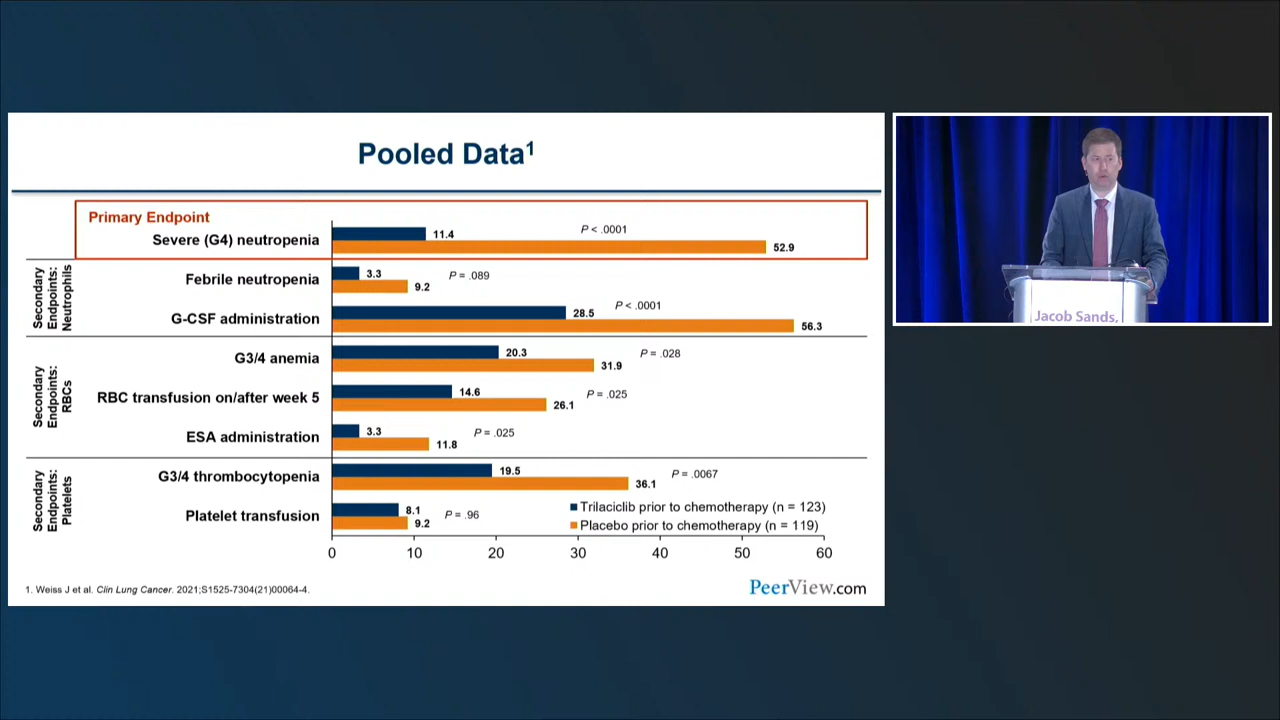 Pooled Data1
Primary Endpoint
Severe (G4) neutropenia
11.4
P < .0001
52.9
Secondary
Endpoints:
Neutrophils
Febrile neutropenia
3.3
P = .089
9.2
G-CSF administration
28.5
P < .0001
56.3
Secondary
Endpoints:
RBCs
G3/4 anemia
20.3
P = .028
31.9
RBC transfusion on/after week 5
14.6
P = .025
26.1
ESA administration
3.3
P = .025
11.8
Secondary
Endpoints:
Platelets
G3/4 thrombocytopenia
19.5
P = .0067
36.1
Platelet transfusion
8.1
P = .96
9.2
Trilaciclib prior to chemotherapy (n = 123)
Placebo prior to chemotherapy (n = 119)
0 10 20 30 40 50 60
1. Weiss J et al. Clin Lung Cancer. 2021;S1525-7304(21)00064-4.
PeerView.com
Jacob Sands,